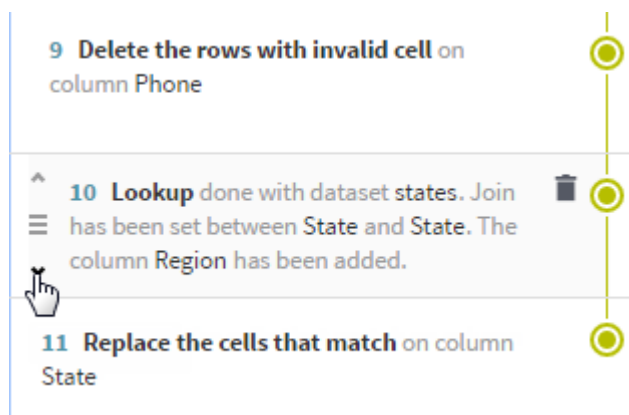 9 Delete the rows with invalid cell on
column Phone
10 Lookup done with dataset states. Join
has been set between State and State. The
column Region has been added.
11 Replace the cells that match on column
State